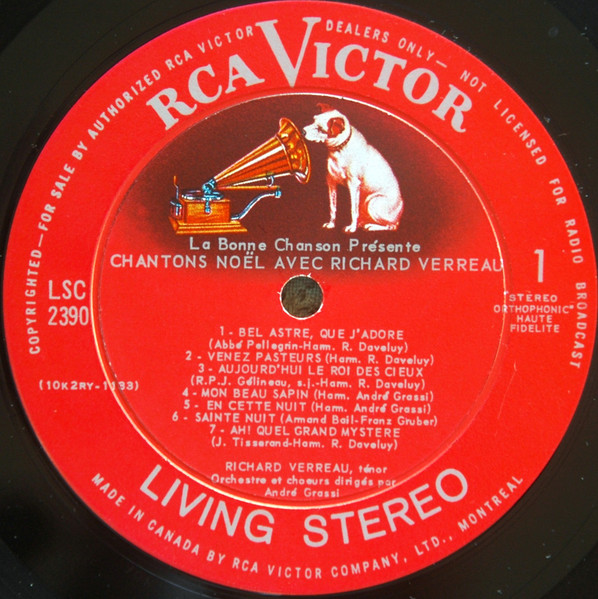 COPYRIGHTED—FOR SALE BY AUTHORIZED RCA VICTOR DEALERS ONLY—NOT LICENSED FOR RADIO BROADCAST
RCA VICTOR
La Bonne Chanson Présente
CHANTONS NOËL AVEC RICHARD VERREAU
LSC
2390
1
"STEREO
ORTHOPHONIC"
HAUTE
FIDELITE
(10K2RY-1183)
1 - BEL ASTRE, QUE J'ADORE
(Abbé Pellegrin-Harm. R. Daveluy)
2 - VENEZ PASTEURS (Harm. R. Daveluy)
3 - AUJOURD'HUI LE ROI DES CIEUX
(R.P.J. Gélineau, s.j.-Harm. R. Daveluy)
4 - MON BEAU SAPIN (Harm. André Grassi)
5 - EN CETTE NUIT (Harm. André Grassi)
6 - SAINTE NUIT (Armand Bail-Franz Gruber)
7 - AH! QUEL GRAND MYSTERE
(J. Tisserand-Harm. R. Daveluy)
RICHARD VERREAU, ténor
Orchestre et choeurs dirigés par
André Grassi
LIVING STEREO
MADE IN CANADA BY RCA VICTOR COMPANY, LTD., MONTREAL